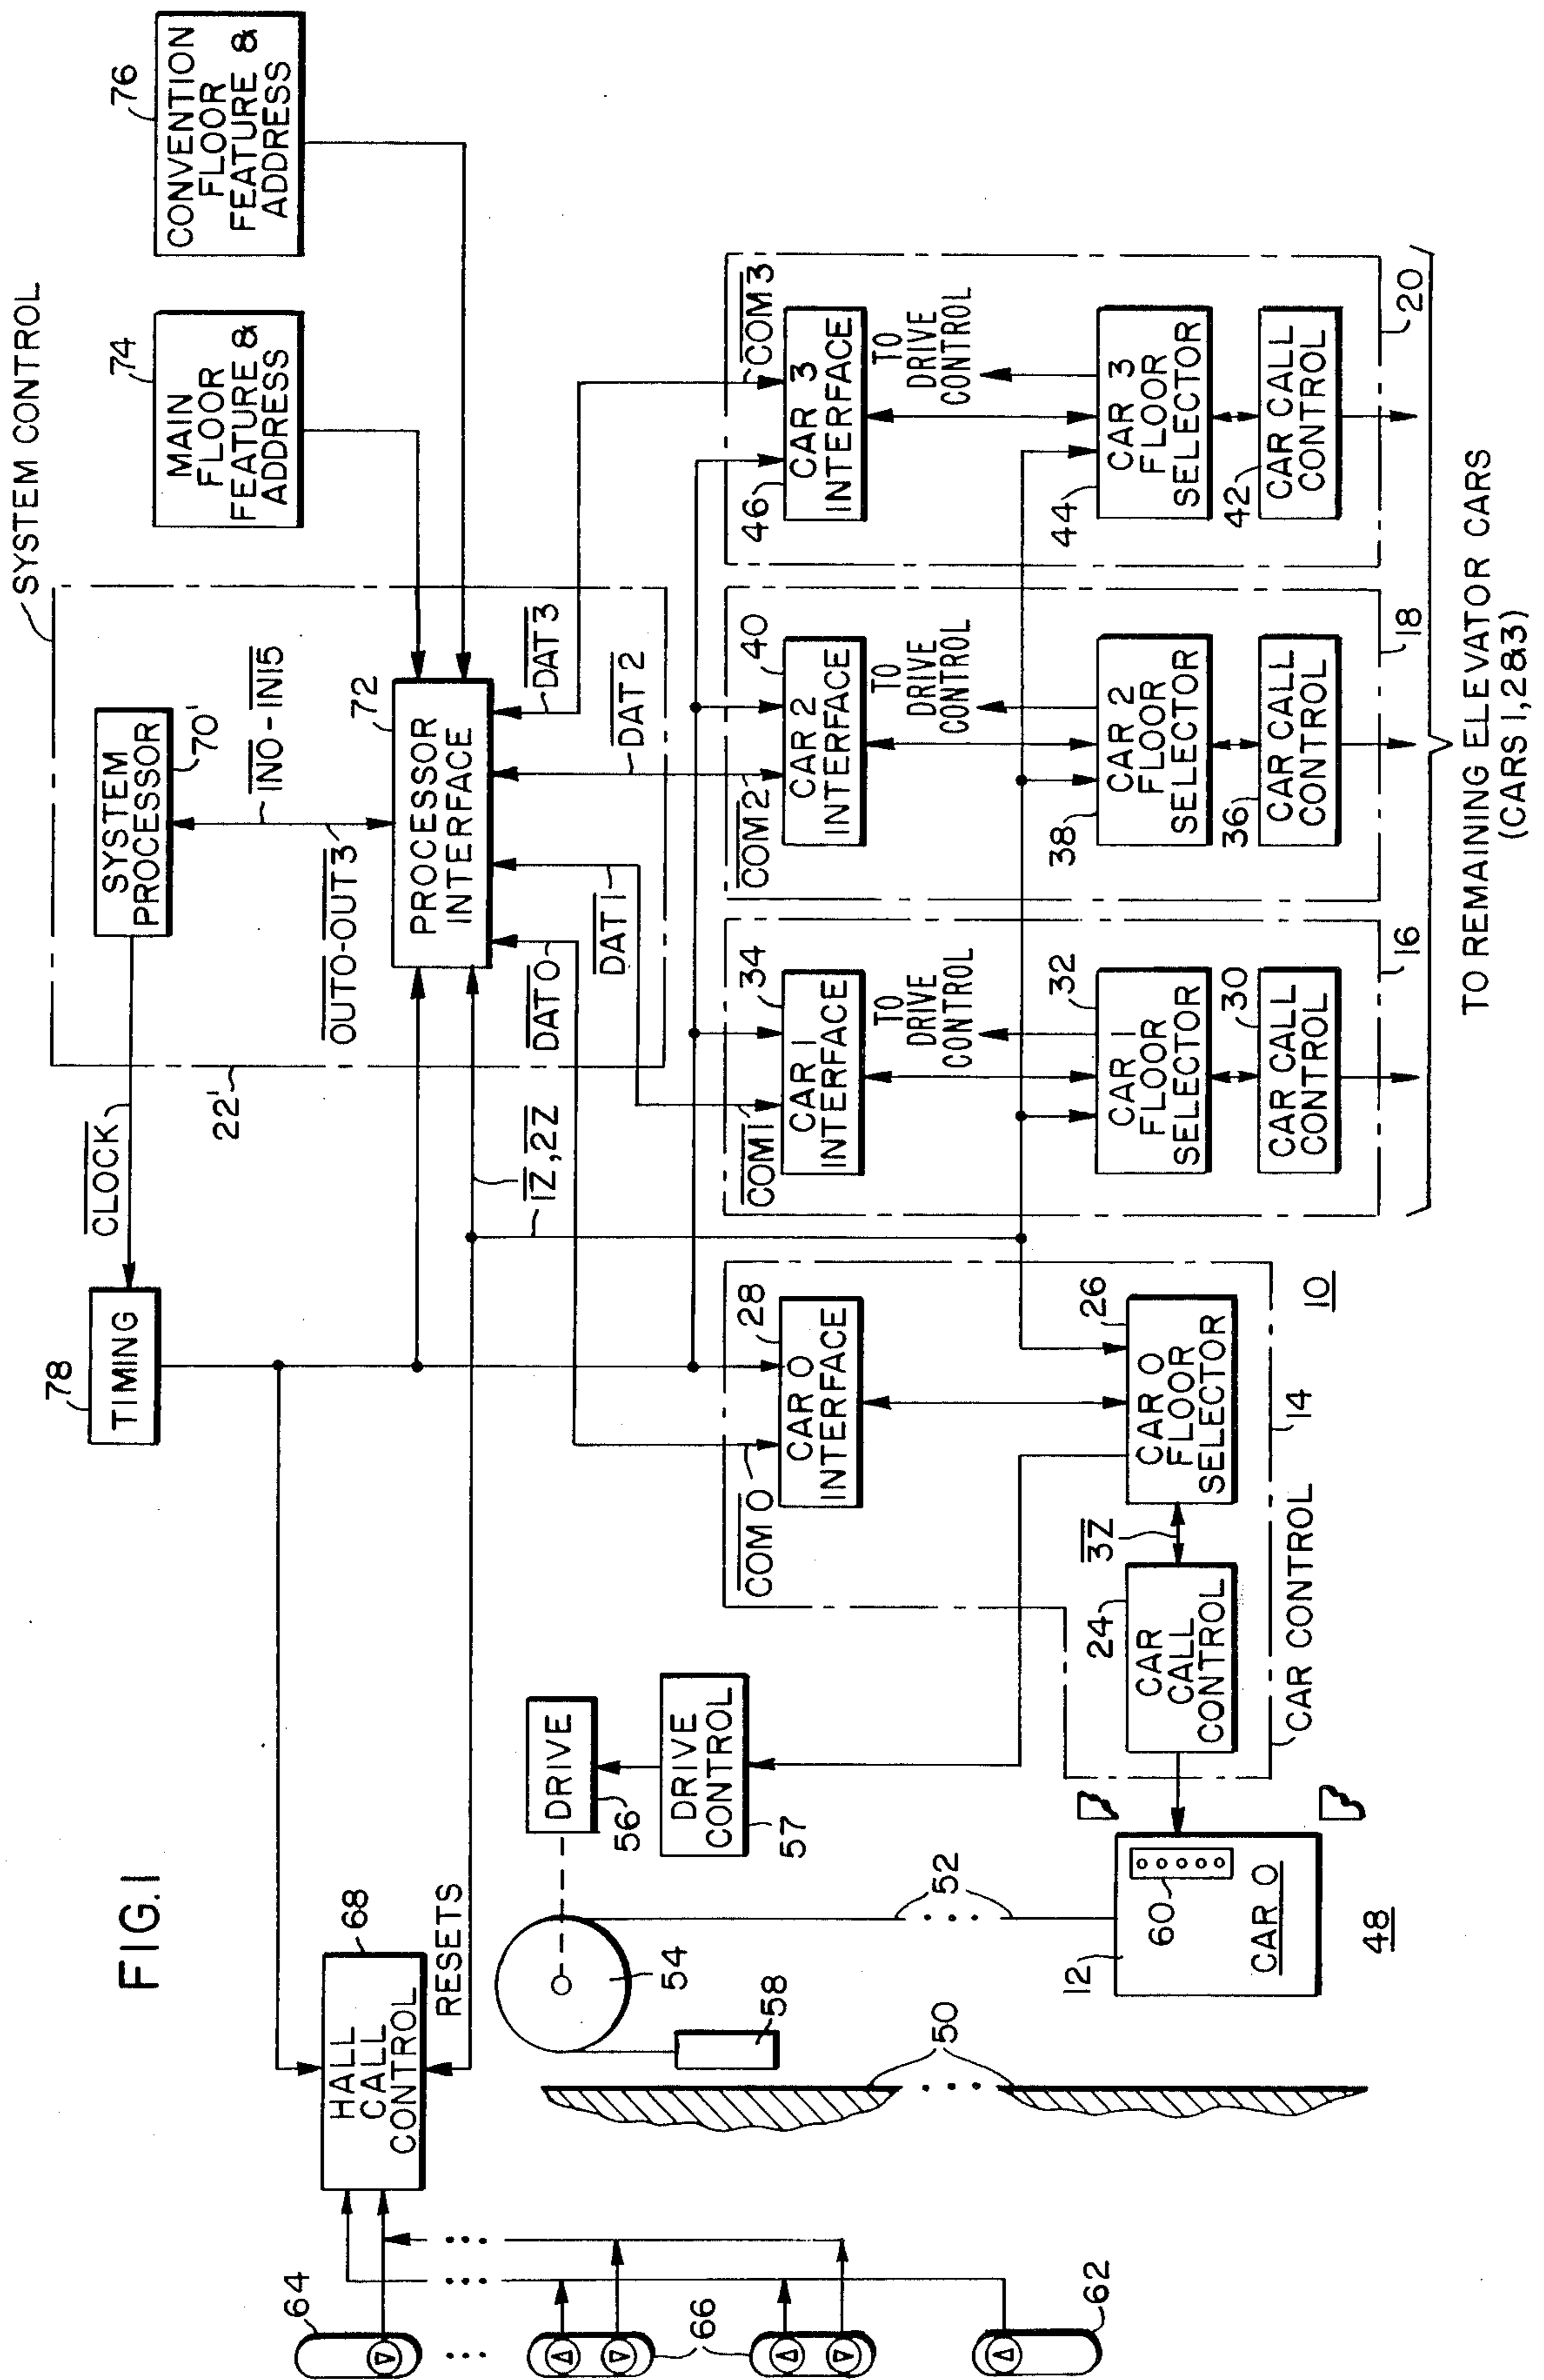 FIG.1
SYSTEM CONTROL
78
TIMING
CLOCK
SYSTEM
PROCESSOR
70'
22'
OUT0-OUT3
IN0-IN15
72
PROCESSOR
INTERFACE
74
MAIN
FLOOR
FEATURE &
ADDRESS
76
CONVENTION
FLOOR
FEATURE &
ADDRESS
64
66
62
68
HALL
CALL
CONTROL
RESETS
1Z, 2Z
DAT0
DAT1
DAT2
DAT3
54
58
50
52
DRIVE
56
DRIVE
CONTROL
57
12
60
CAR 0
48
COM 0
28
CAR 0
INTERFACE
26
CAR 0
FLOOR
SELECTOR
3Z
24
CAR
CALL
CONTROL
14
CAR CONTROL
10
COM1
34
CAR 1
INTERFACE
TO
DRIVE
CONTROL
32
CAR 1
FLOOR
SELECTOR
30
CAR CALL
CONTROL
16
COM2
40
CAR 2
INTERFACE
TO
DRIVE
CONTROL
38
CAR 2
FLOOR
SELECTOR
36
CAR CALL
CONTROL
18
COM3
46
CAR 3
INTERFACE
TO
DRIVE
CONTROL
44
CAR 3
FLOOR
SELECTOR
42
CAR CALL
CONTROL
20
TO REMAINING ELEVATOR CARS
(CARS 1, 2&3)